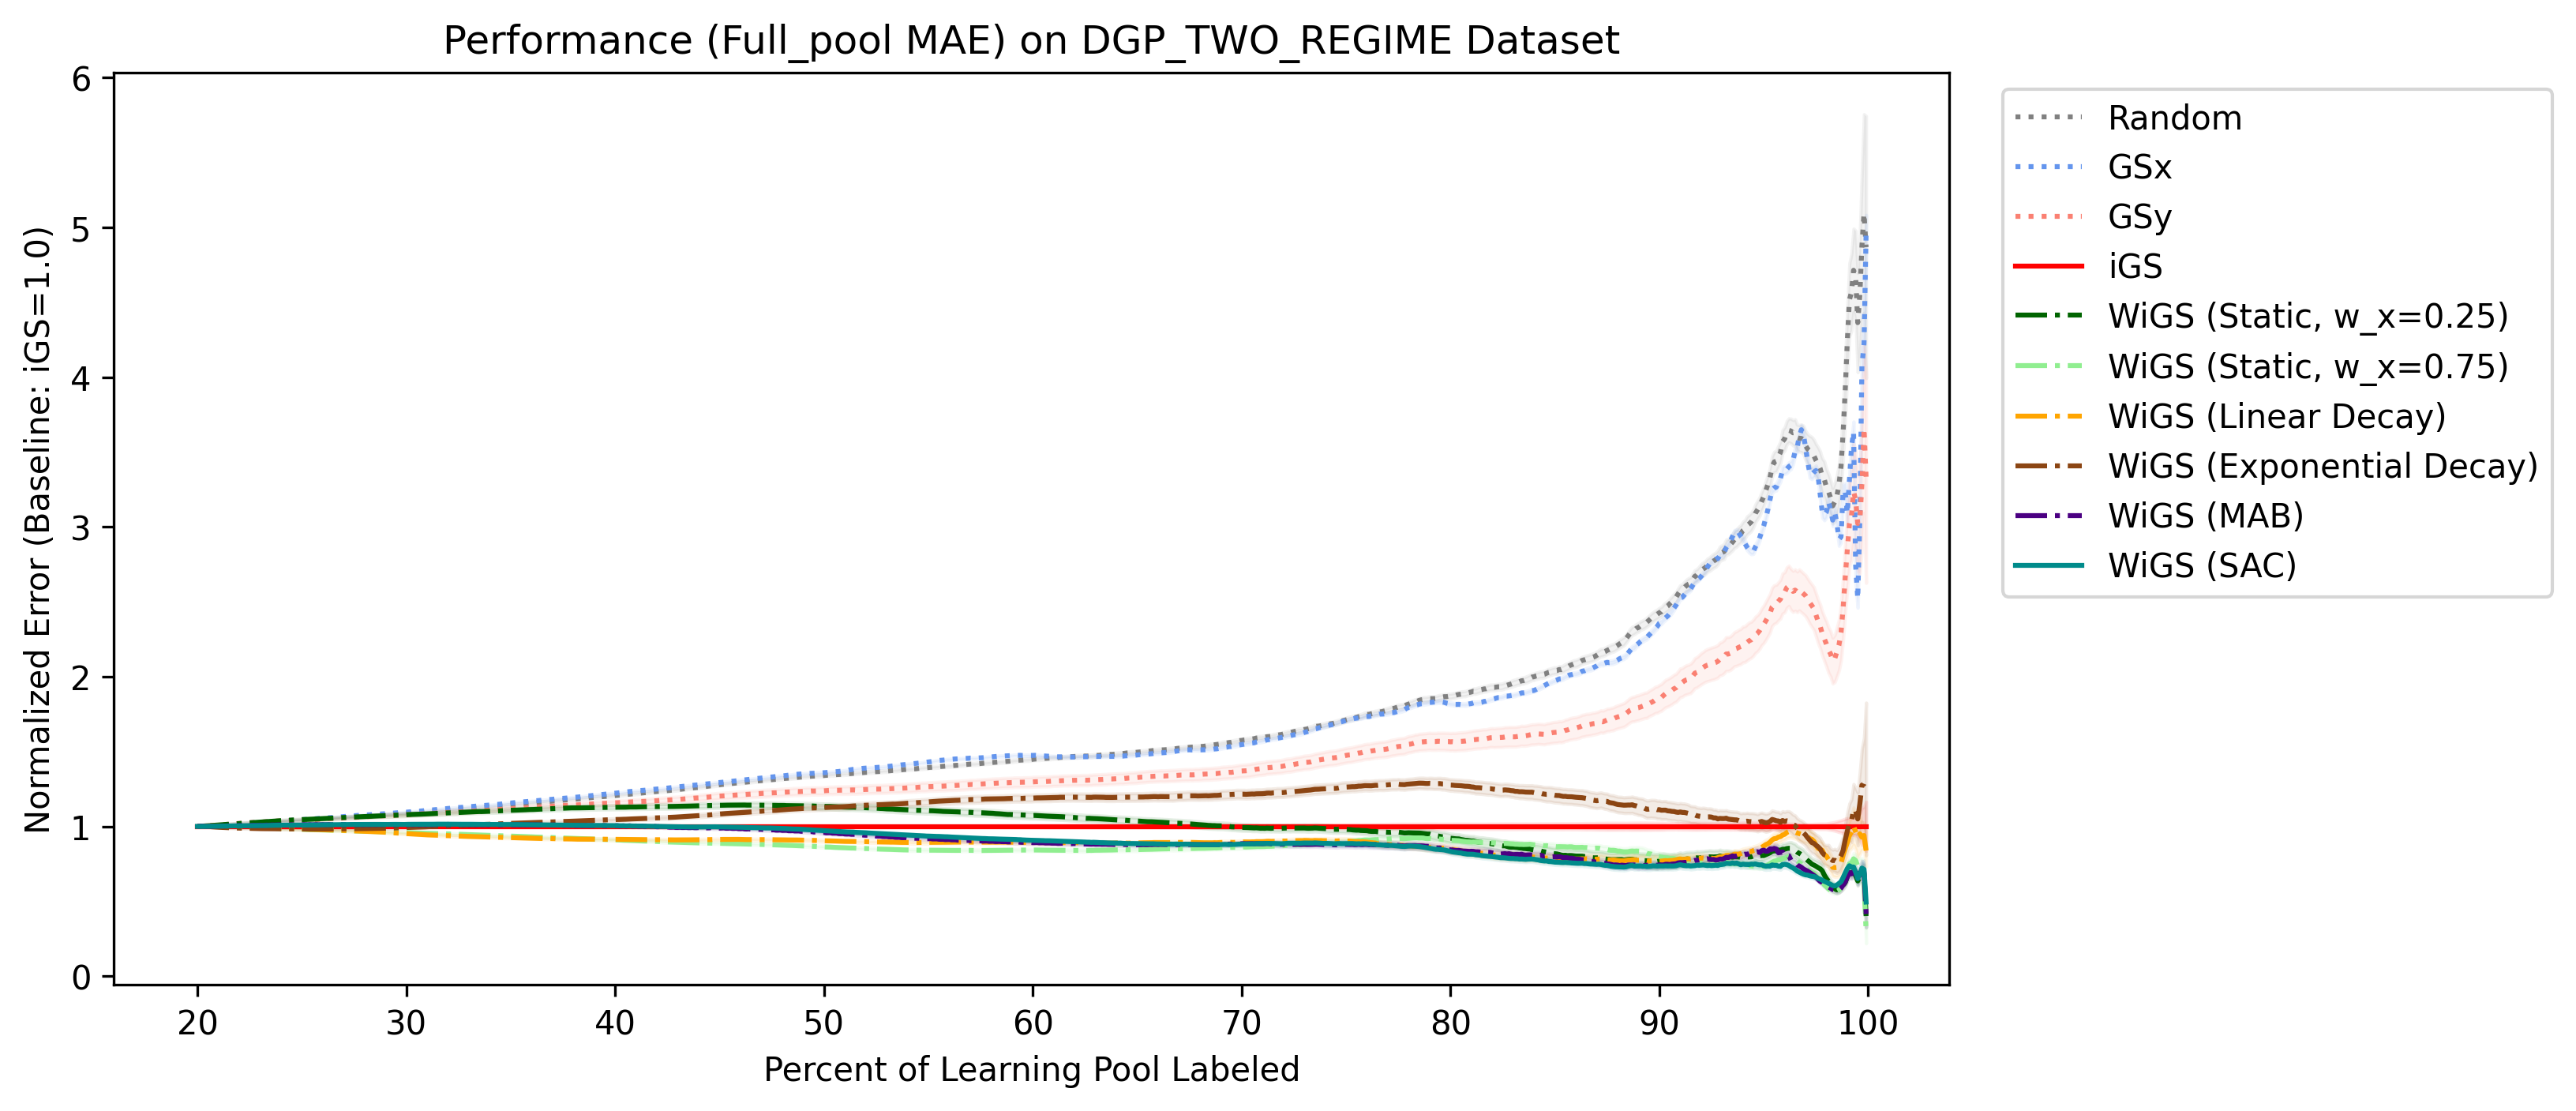 Performance (Full_pool MAE) on DGP_TWO_REGIME Dataset
Normalized Error (Baseline: iGS=1.0)
6
5
4
3
2
1
0
20 30 40 50 60 70 80 90 100
Percent of Learning Pool Labeled
Random
GSx
GSy
iGS
WiGS (Static, w_x=0.25)
WiGS (Static, w_x=0.75)
WiGS (Linear Decay)
WiGS (Exponential Decay)
WiGS (MAB)
WiGS (SAC)